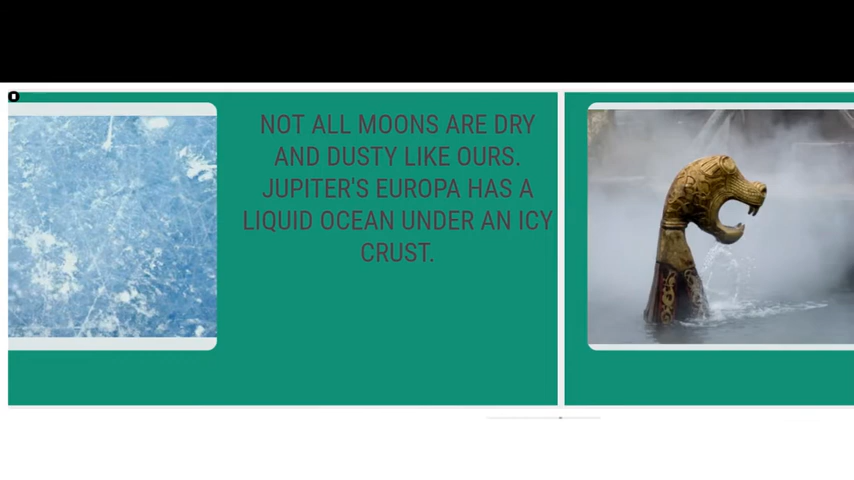 NOT ALL MOONS ARE DRY
AND DUSTY LIKE OURS.
JUPITER'S EUROPA HAS A
LIQUID OCEAN UNDER AN ICY
CRUST.